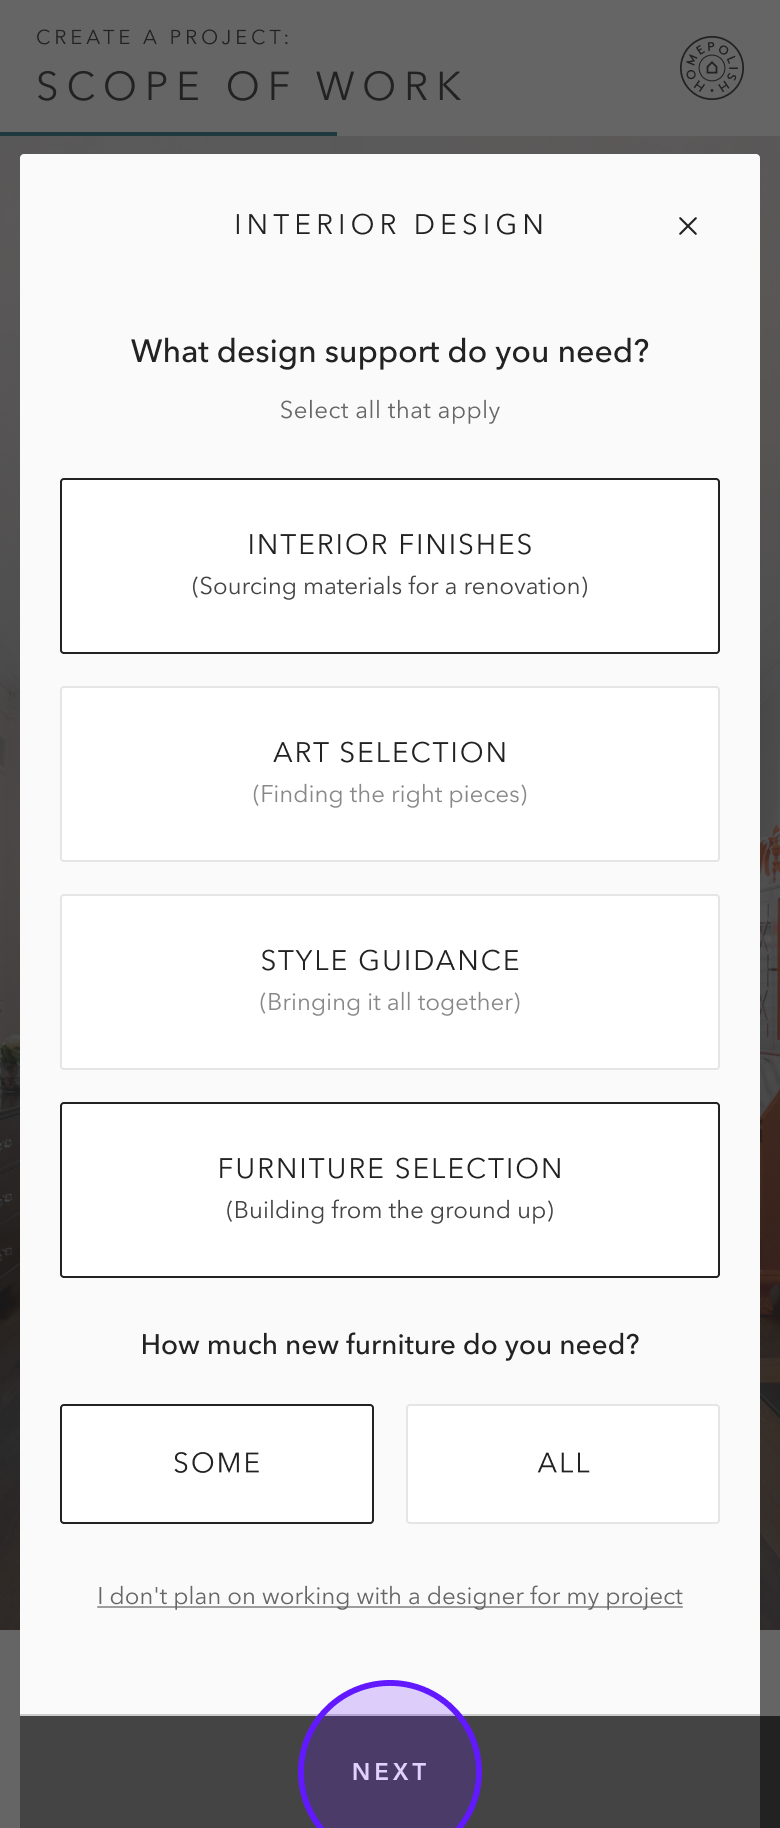 CREATE A PROJECT:
SCOPE OF WORK
HOMEPOLISH
INTERIOR DESIGN
What design support do you need?
Select all that apply
INTERIOR FINISHES
(Sourcing materials for a renovation)
ART SELECTION
(Finding the right pieces)
STYLE GUIDANCE
(Bringing it all together)
FURNITURE SELECTION
(Building from the ground up)
How much new furniture do you need?
SOME
ALL
I don't plan on working with a designer for my project
NEXT